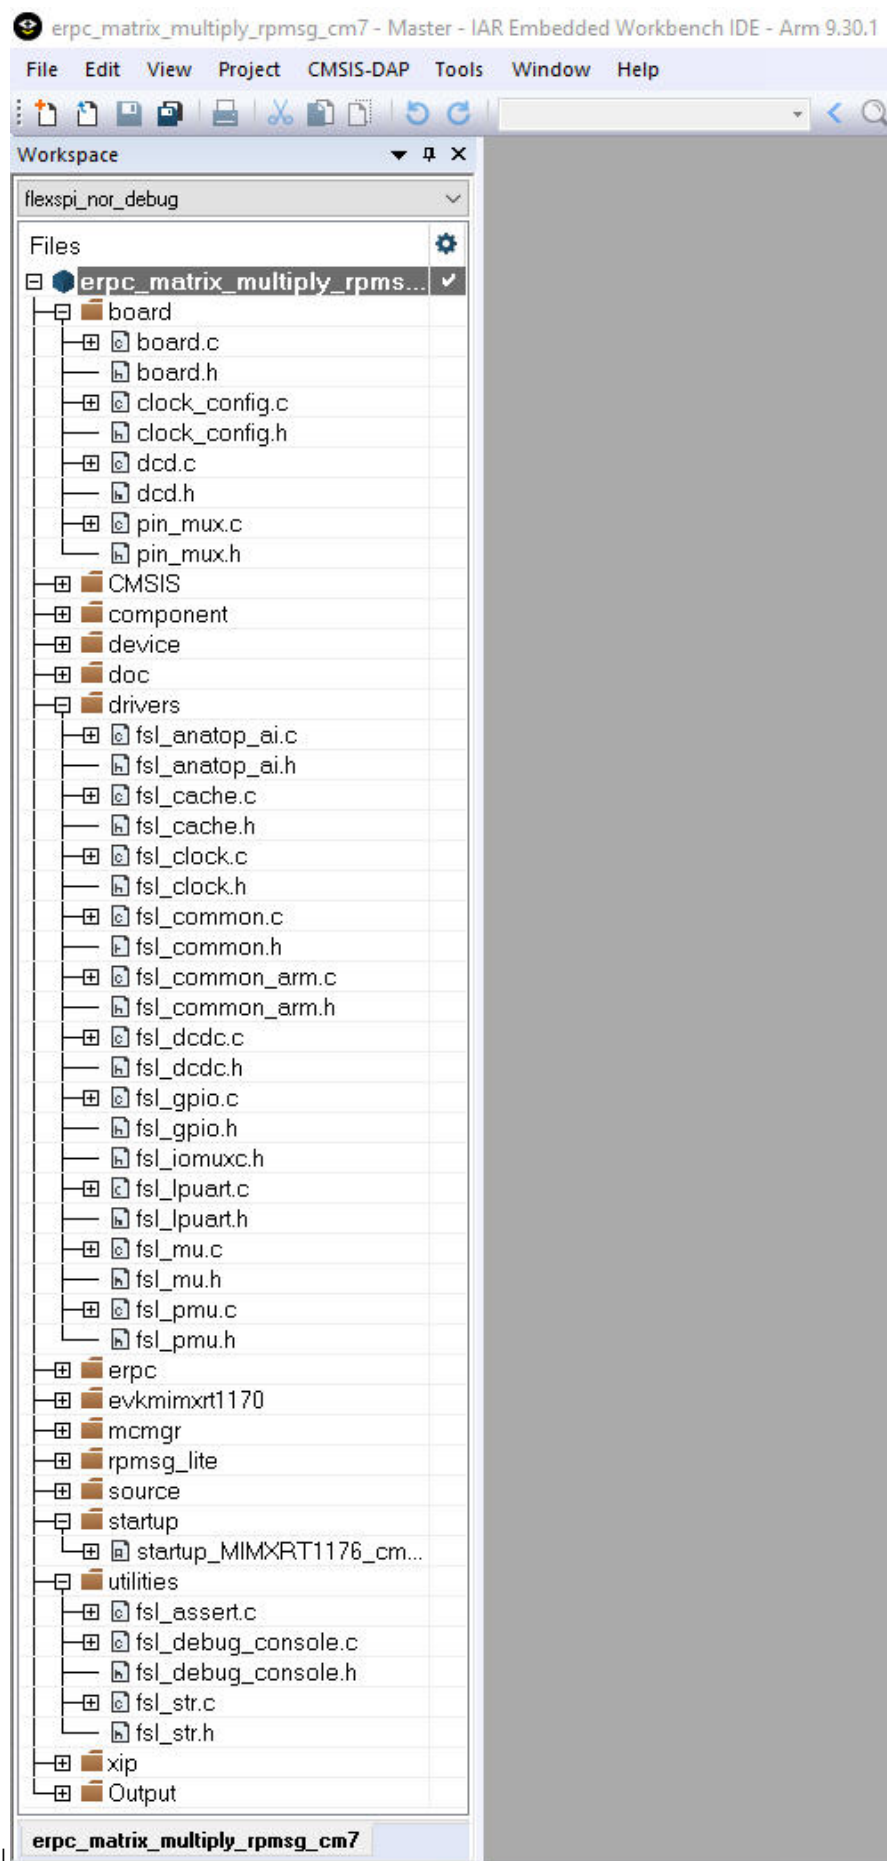 erpc_matrix_multiply_rpmsg_cm7 - Master - IAR Embedded Workbench IDE - Arm 9.30.1
File Edit View Project CMSIS-DAP Tools Window Help
Workspace
flexspi_nor_debug
Files
erpc_matrix_multiply_rpms...
board
board.c
board.h
clock_config.c
clock_config.h
dcd.c
dcd.h
pin_mux.c
pin_mux.h
CMSIS
component
device
doc
drivers
fsl_anatop_ai.c
fsl_anatop_ai.h
fsl_cache.c
fsl_cache.h
fsl_clock.c
fsl_clock.h
fsl_common.c
fsl_common.h
fsl_common_arm.c
fsl_common_arm.h
fsl_dcdc.c
fsl_dcdc.h
fsl_gpio.c
fsl_gpio.h
fsl_iomuxc.h
fsl_lpuart.c
fsl_lpuart.h
fsl_mu.c
fsl_mu.h
fsl_pmu.c
fsl_pmu.h
erpc
evkmimxrt1170
mcmgr
rpmsg_lite
source
startup
startup_MIMXRT1176_cm...
utilities
fsl_assert.c
fsl_debug_console.c
fsl_debug_console.h
fsl_str.c
fsl_str.h
xip
Output
erpc_matrix_multiply_rpmsg_cm7